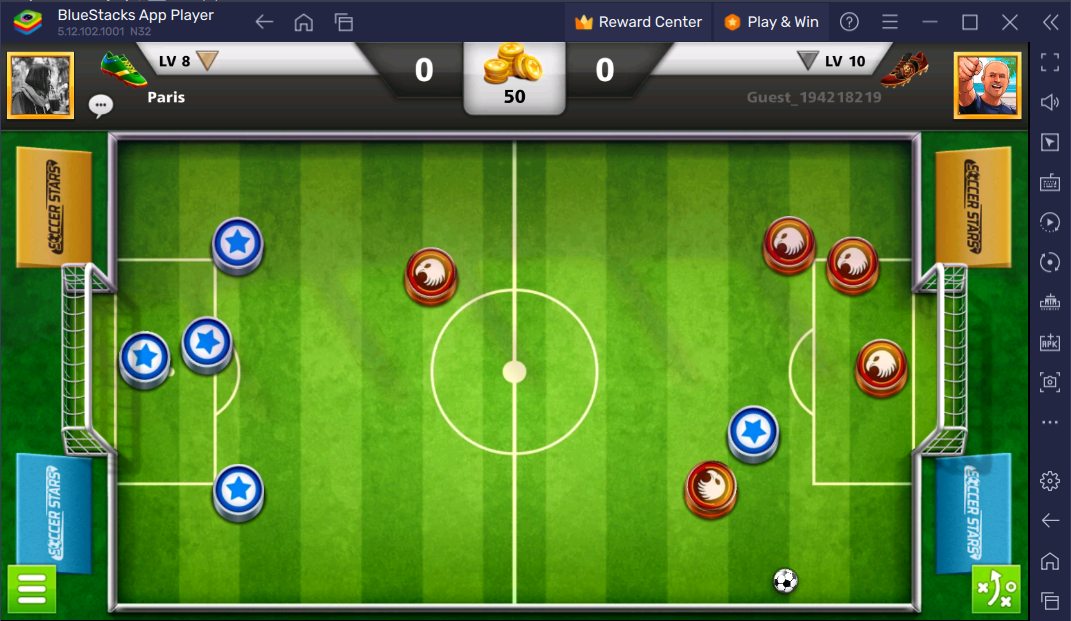 BlueStacks App Player
5.12.102.1001 N32
Reward Center
Play & Win
LV 8
0
50
0
LV 10
Paris
Guest_194218219
SOCCER STARS
SOCCER STARS
SOCCER STARS
SOCCER STARS
APK